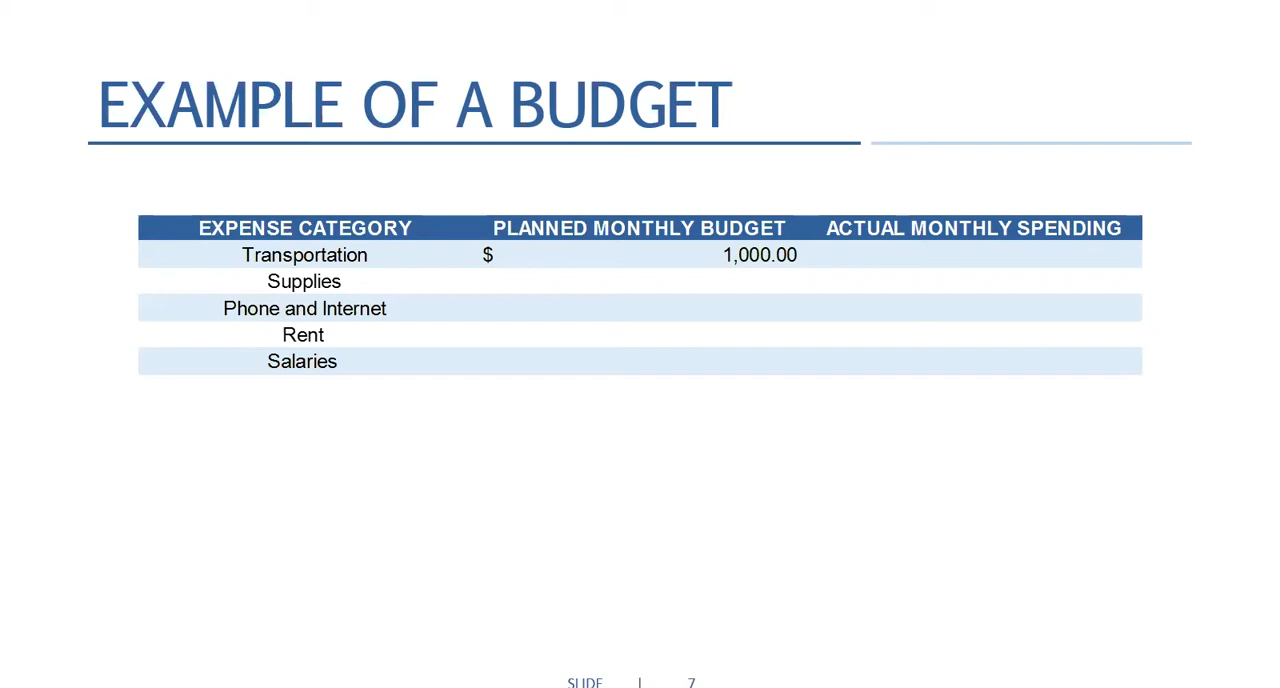 EXAMPLE OF A BUDGET
EXPENSE CATEGORY PLANNED MONTHLY BUDGET ACTUAL MONTHLY SPENDING
Transportation $ 1,000.00
Supplies
Phone and Internet
Rent
Salaries
SLIDE | 7